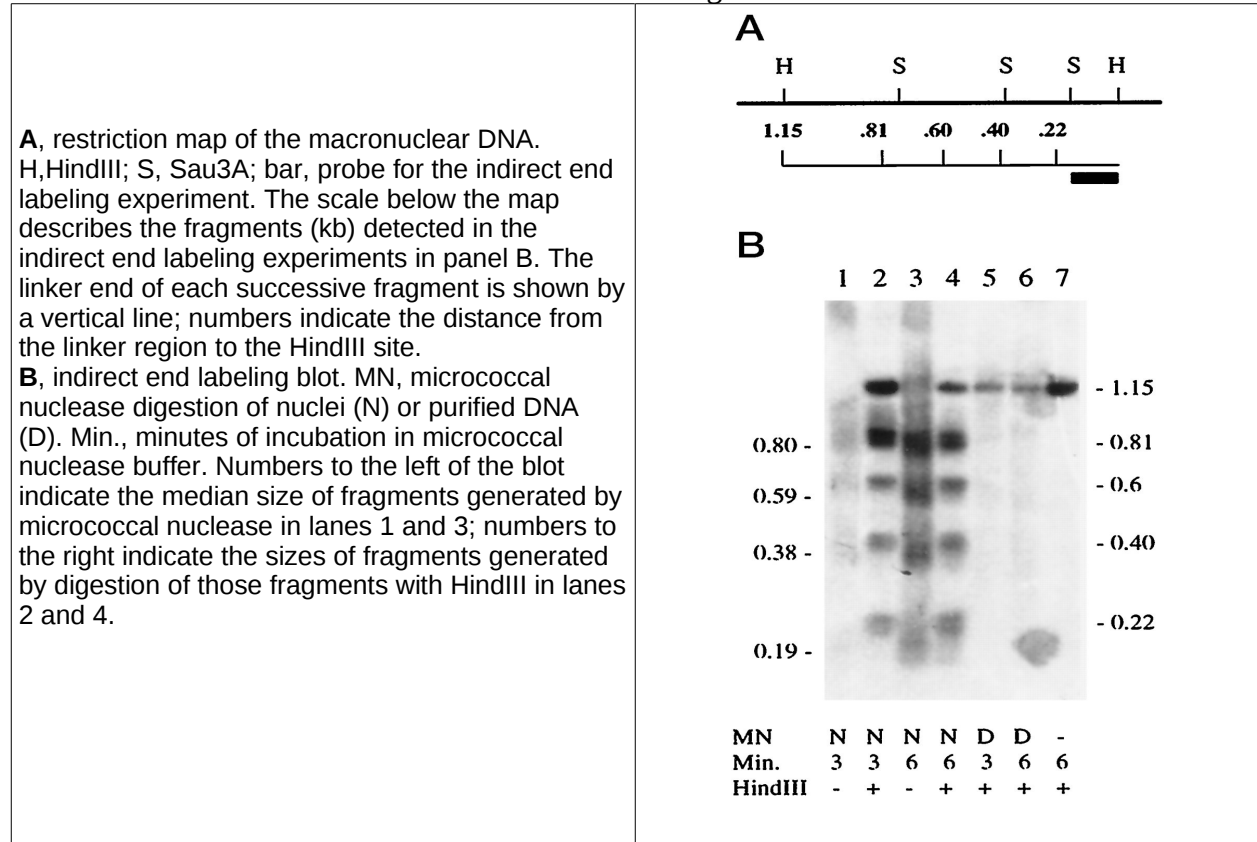 A, restriction map of the macronuclear DNA.
H,HindIII; S, Sau3A; bar, probe for the indirect end
labeling experiment. The scale below the map
describes the fragments (kb) detected in the
indirect end labeling experiments in panel B. The
linker end of each successive fragment is shown by
a vertical line; numbers indicate the distance from
the linker region to the HindIII site.
B, indirect end labeling blot. MN, micrococcal
nuclease digestion of nuclei (N) or purified DNA
(D). Min., minutes of incubation in micrococcal
nuclease buffer. Numbers to the left of the blot
indicate the median size of fragments generated by
micrococcal nuclease in lanes 1 and 3; numbers to
the right indicate the sizes of fragments generated
by digestion of those fragments with HindIII in lanes
2 and 4.
A
H S S S H
1.15 .81 .60 .40 .22
B
1 2 3 4 5 6 7
- 1.15
0.80 - - 0.81
0.59 - - 0.6
0.38 - - 0.40
- 0.22
0.19 -
MN N N N N D D -
Min. 3 3 6 6 3 6 6
HindIII - + - + + + +